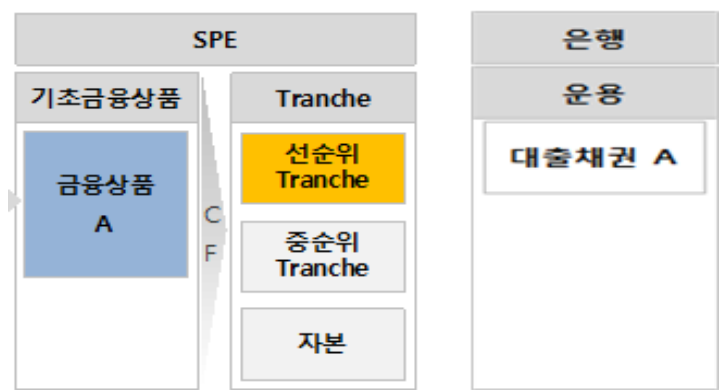 SPE
기초금융상품
금융상품
A
C
F
Tranche
선순위
Tranche
중순위
Tranche
자본
은행
운용
대출채권 A